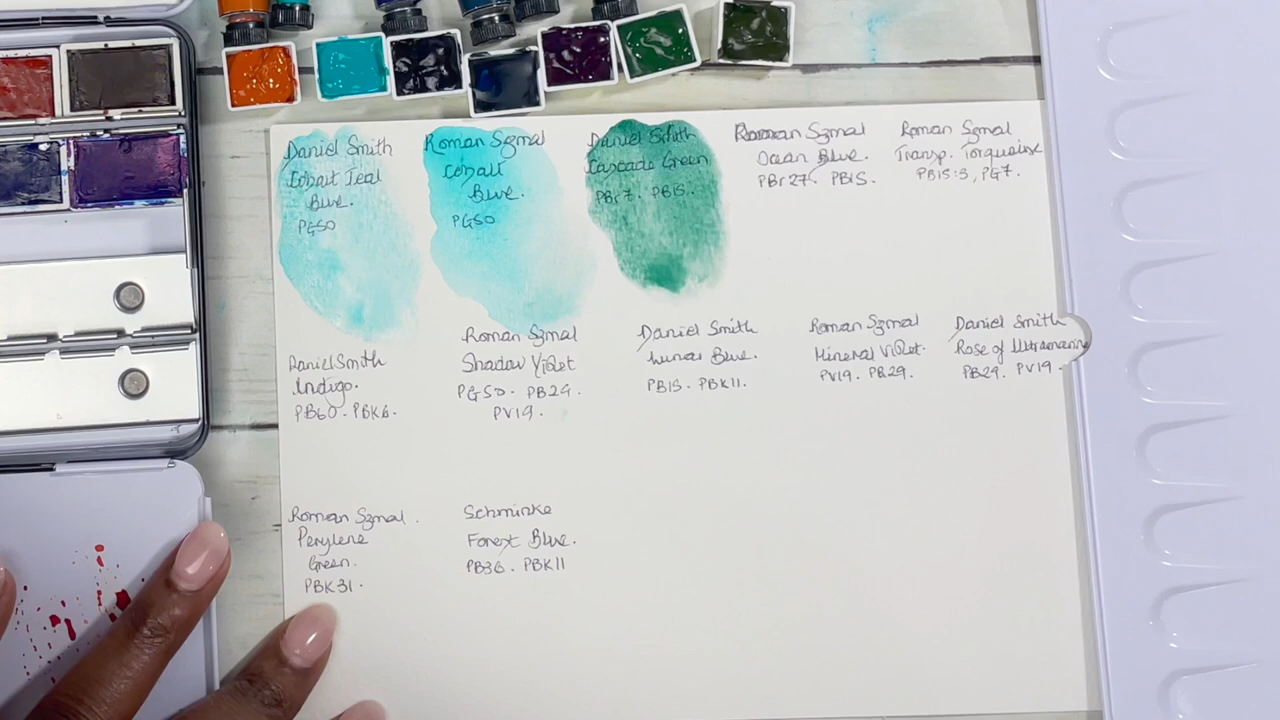 Daniel Smith
Cobalt Teal
Blue.
PG50
Roman Szmal
Cobalt
Blue.
PG50
Daniel Smith
Cascade Green
PBr7. PB15.
Roman Szmal
Ocean Blue.
PBr27. PB15.
Roman Szmal
Transp. Torquoise
PB15:3, PG7.
Daniel Smith
Indigo.
PB60. PBK6.
Roman Szmal
Shadow Violet
PG50. PB29.
PV19.
Daniel Smith
Lunar Blue.
PB15. PBK11.
Roman Szmal
Mineral Violet.
PV19. PB29.
Daniel Smith
Rose of Ultramarine
PB29. PV19.
Roman Szmal.
Perylene
Green.
PBK31.
Schminke
Forest Blue.
PB36. PBK11